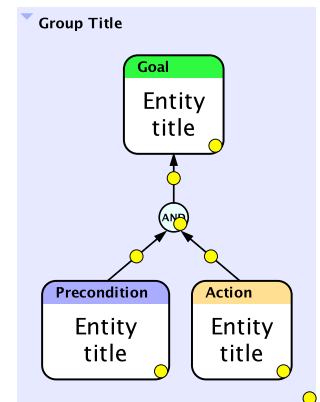 Group Title
Goal
Entity
title
AND
Precondition
Entity
title
Action
Entity
title